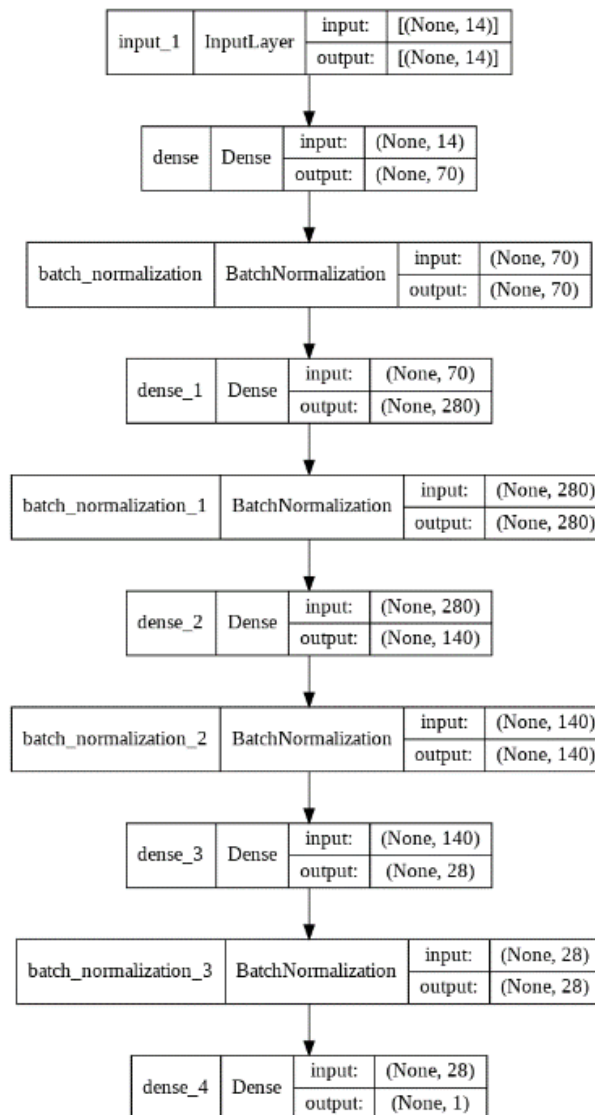 input_1 InputLayer input: [(None, 14)]
output: [(None, 14)]
dense Dense input: (None, 14)
output: (None, 70)
batch_normalization BatchNormalization input: (None, 70)
output: (None, 70)
dense_1 Dense input: (None, 70)
output: (None, 280)
batch_normalization_1 BatchNormalization input: (None, 280)
output: (None, 280)
dense_2 Dense input: (None, 280)
output: (None, 140)
batch_normalization_2 BatchNormalization input: (None, 140)
output: (None, 140)
dense_3 Dense input: (None, 140)
output: (None, 28)
batch_normalization_3 BatchNormalization input: (None, 28)
output: (None, 28)
dense_4 Dense input: (None, 28)
output: (None, 1)